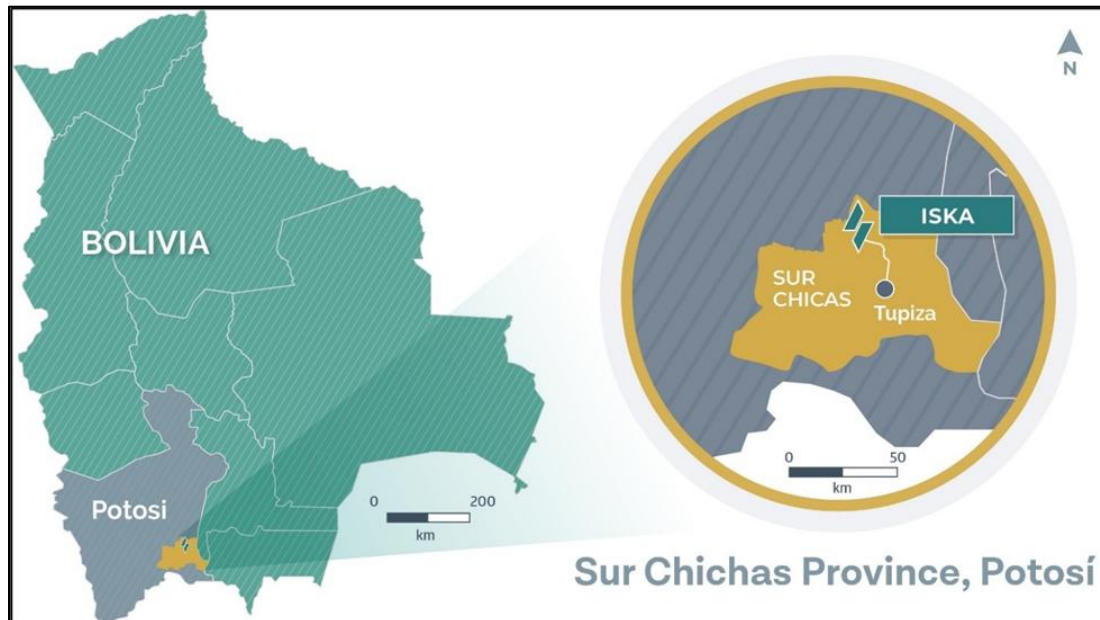 BOLIVIA
Potosi
0 200
km
N
ISKA
SUR
CHICAS
Tupiza
0 50
km
Sur Chichas Province, Potosí